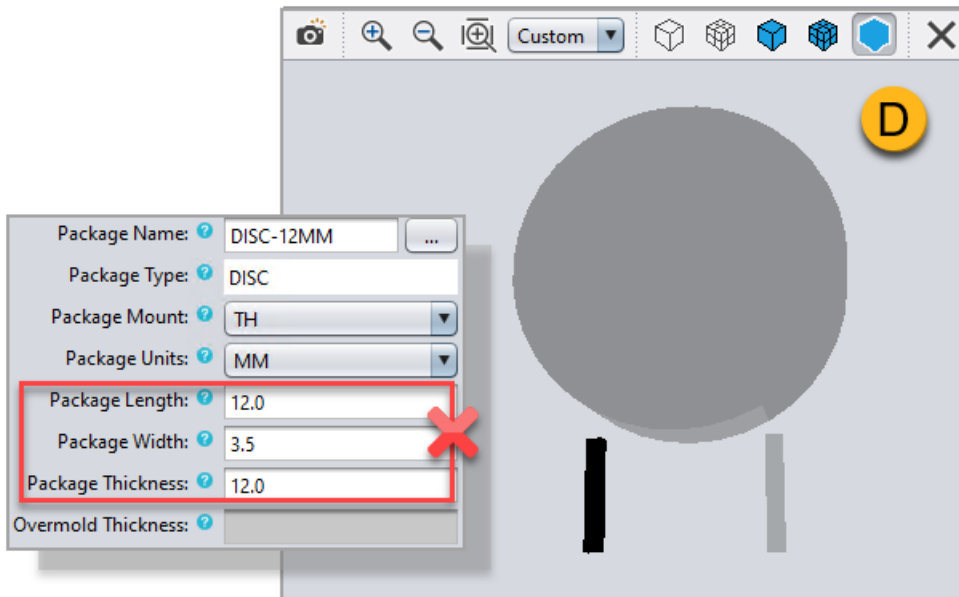 Custom
D
Package Name: ? DISC-12MM ...
Package Type: ? DISC
Package Mount: ? TH
Package Units: ? MM
Package Length: ? 12.0
Package Width: ? 3.5
Package Thickness: ? 12.0
Overmold Thickness: ?